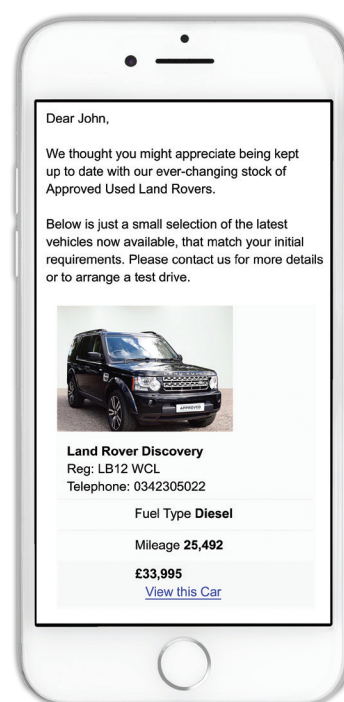 Dear John,
We thought you might appreciate being kept
up to date with our ever-changing stock of
Approved Used Land Rovers.
Below is just a small selection of the latest
vehicles now available, that match your initial
requirements. Please contact us for more details
or to arrange a test drive.
APPROVED
Land Rover Discovery
Reg: LB12 WCL
Telephone: 0342305022
Fuel Type Diesel
Mileage 25,492
£33,995
View this Car